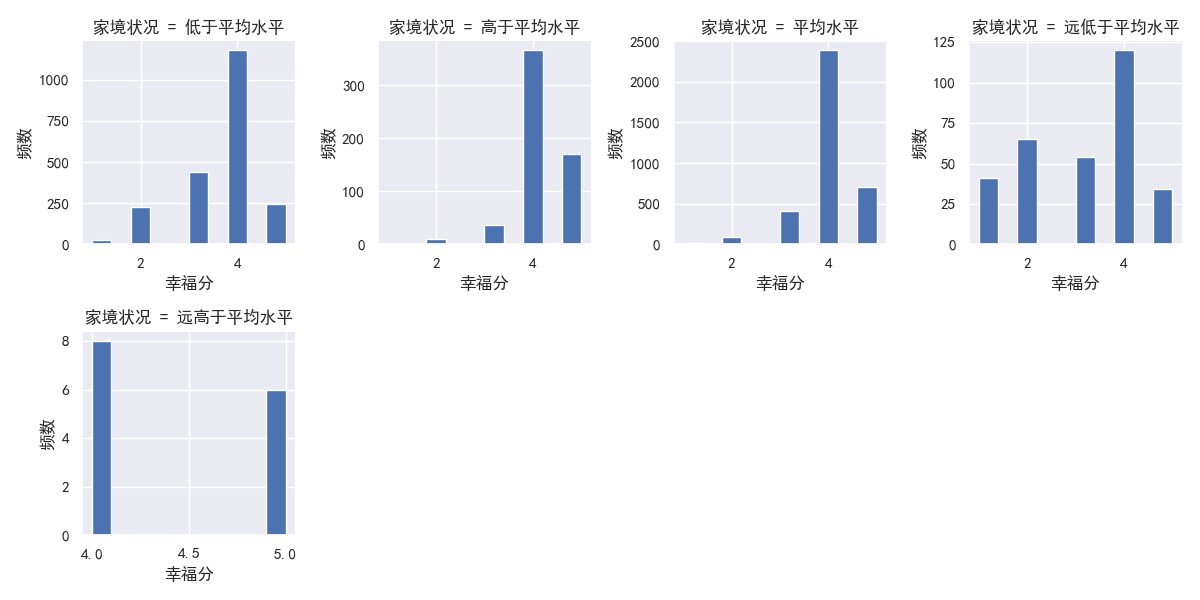 家境状况 = 低于平均水平
频数
1000
750
500
250
0
2
4
幸福分
家境状况 = 高于平均水平
频数
300
200
100
0
2
4
幸福分
家境状况 = 平均水平
频数
2500
2000
1500
1000
500
0
2
4
幸福分
家境状况 = 远低于平均水平
频数
125
100
75
50
25
0
2
4
幸福分
家境状况 = 远高于平均水平
频数
8
6
4
2
0
4.0
4.5
5.0
幸福分